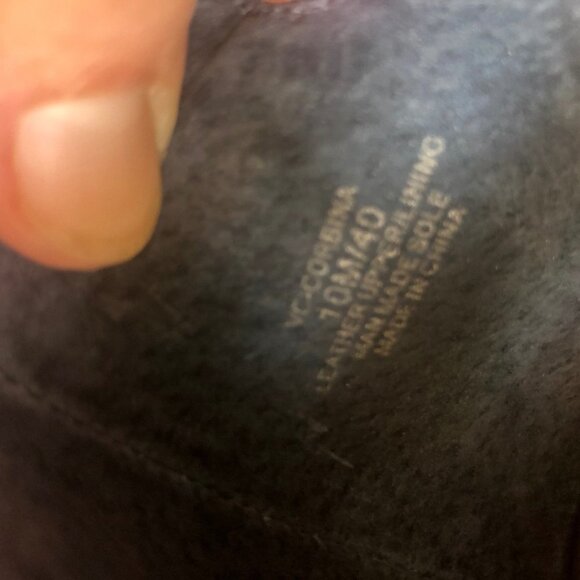 VC-CORBINA
10M/40
LEATHER UPPER/LINING
MAN MADE SOLE
MADE IN CHINA